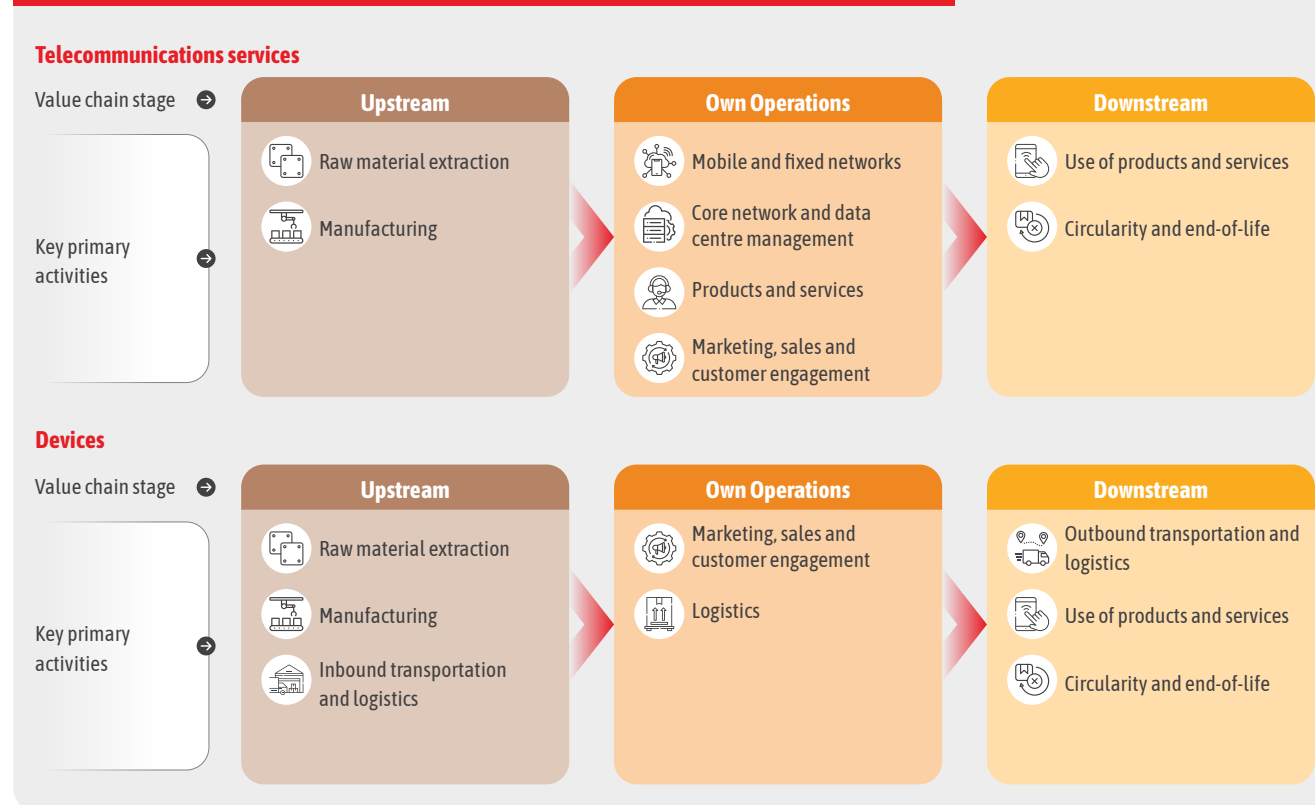 Telecommunications services
Value chain stage
Upstream
Own Operations
Downstream
Key primary
activities
Raw material extraction
Manufacturing
Mobile and fixed networks
Core network and data
centre management
Products and services
Marketing, sales and
customer engagement
Use of products and services
Circularity and end-of-life
Devices
Value chain stage
Upstream
Own Operations
Downstream
Key primary
activities
Raw material extraction
Manufacturing
Inbound transportation
and logistics
Marketing, sales and
customer engagement
Logistics
Outbound transportation and
logistics
Use of products and services
Circularity and end-of-life